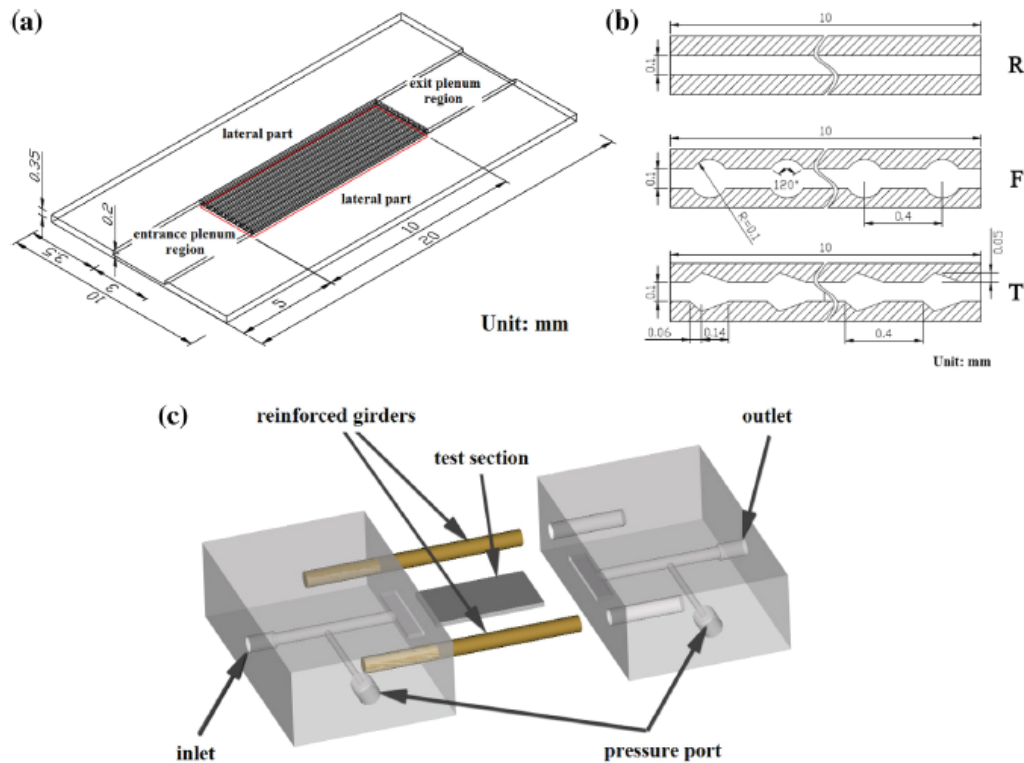 (a)
exit plenum
region
lateral part
lateral part
entrance plenum
region
0.35
0.2
3.5
3
10
5
10
20
Unit: mm
(b)
10
0.1
R
10
0.1
120°
R=0.1
0.4
F
10
0.05
0.1
T
0.06
0.14
0.4
Unit: mm
(c)
reinforced girders
outlet
test section
inlet
pressure port